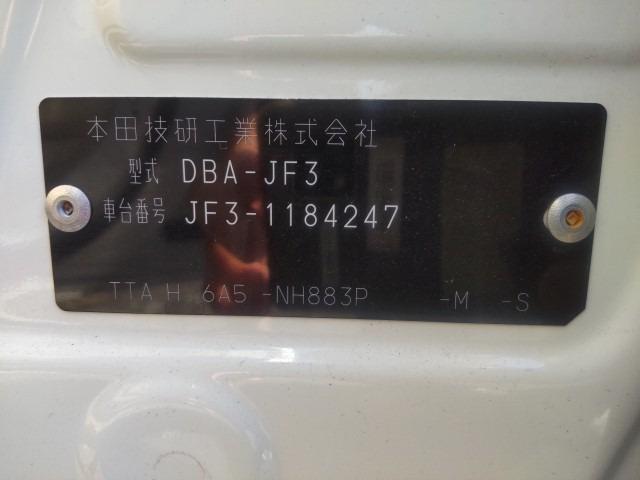 本田技研工業株式会社
型式 DBA-JF3
車台番号 JF3-1184247
TTA H 6A5 -NH883P -M -S